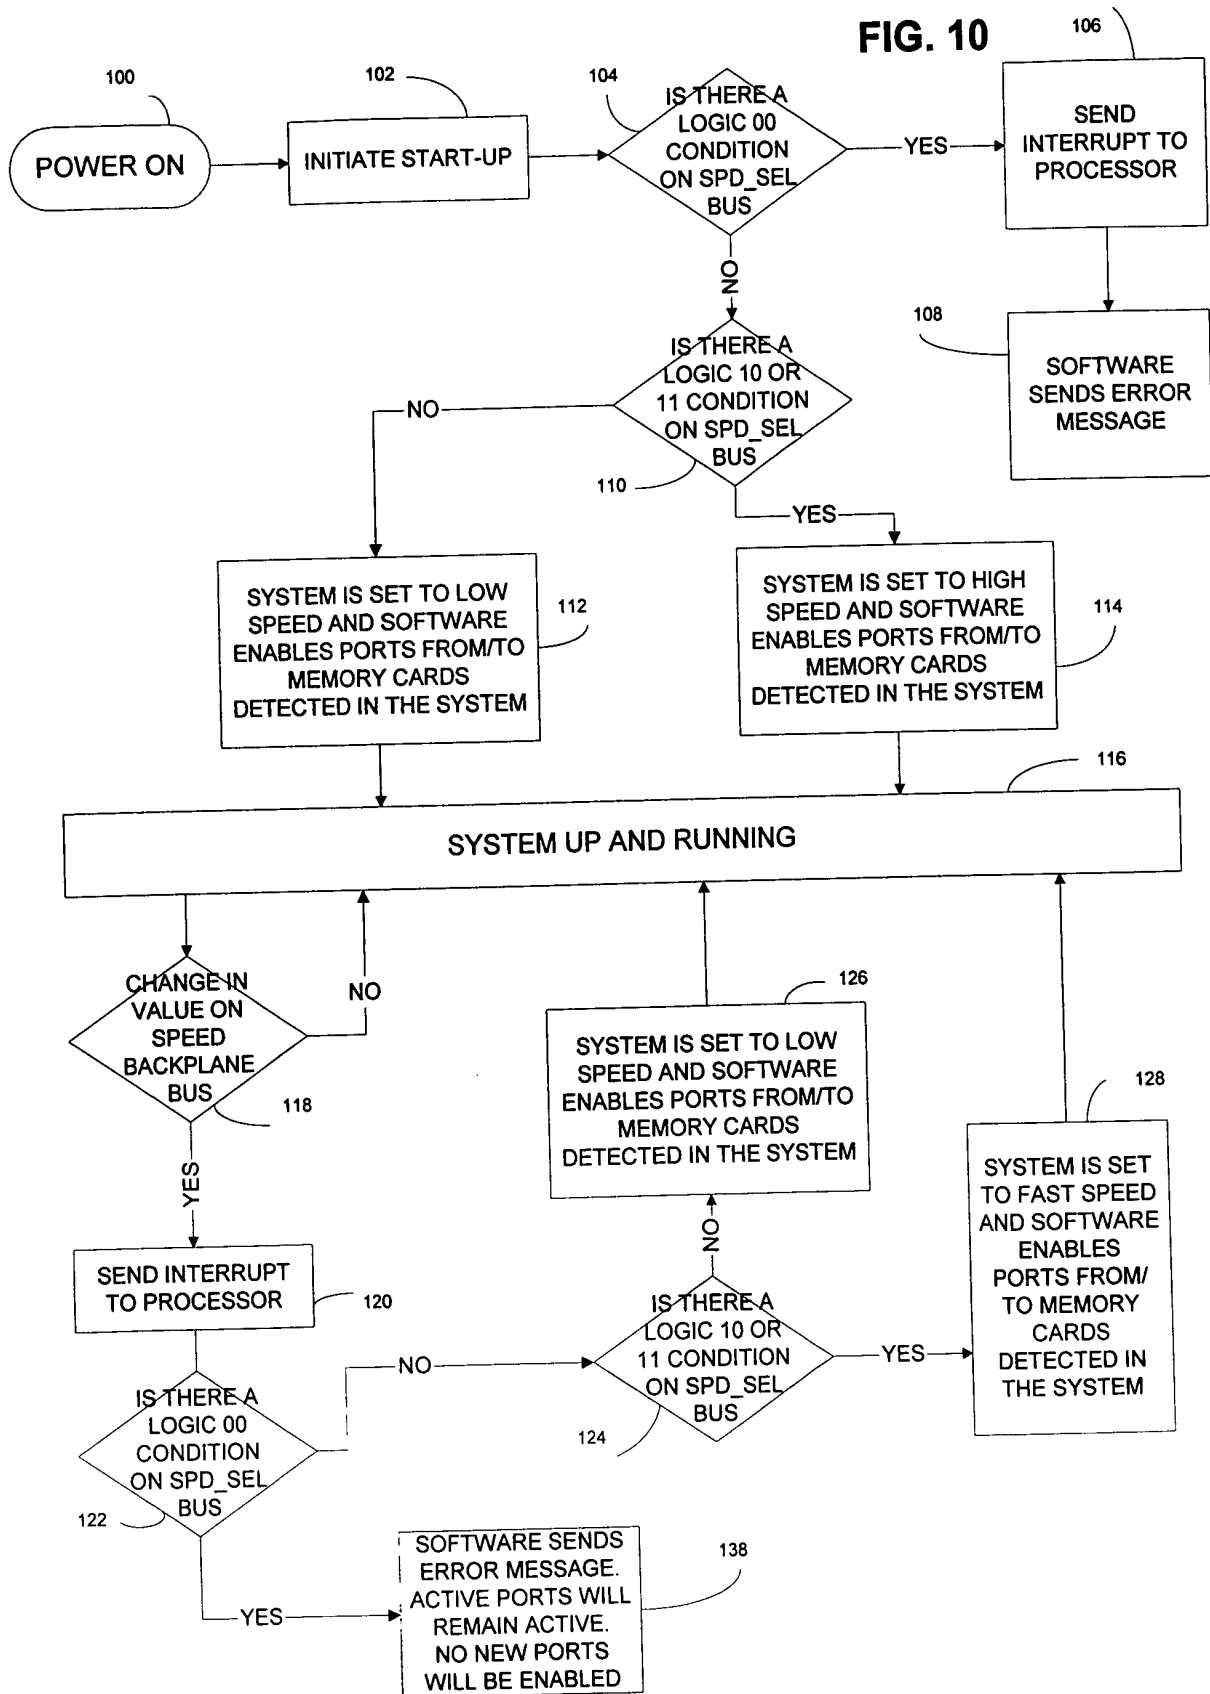 FIG. 10
100
POWER ON
102
INITIATE START-UP
104
IS THERE A
LOGIC 00
CONDITION
ON SPD_SEL
BUS
YES
106
SEND
INTERRUPT TO
PROCESSOR
NO
108
SOFTWARE
SENDS ERROR
MESSAGE
IS THERE A
LOGIC 10 OR
11 CONDITION
ON SPD_SEL
BUS
110
NO
YES
SYSTEM IS SET TO LOW
SPEED AND SOFTWARE
ENABLES PORTS FROM/TO
MEMORY CARDS
DETECTED IN THE SYSTEM
112
SYSTEM IS SET TO HIGH
SPEED AND SOFTWARE
ENABLES PORTS FROM/TO
MEMORY CARDS
DETECTED IN THE SYSTEM
114
116
SYSTEM UP AND RUNNING
CHANGE IN
VALUE ON
SPEED
BACKPLANE
BUS
118
NO
YES
126
SYSTEM IS SET TO LOW
SPEED AND SOFTWARE
ENABLES PORTS FROM/TO
MEMORY CARDS
DETECTED IN THE SYSTEM
128
SYSTEM IS SET
TO FAST SPEED
AND SOFTWARE
ENABLES
PORTS FROM/
TO MEMORY
CARDS
DETECTED IN
THE SYSTEM
SEND INTERRUPT
TO PROCESSOR
120
NO
IS THERE A
LOGIC 10 OR
11 CONDITION
ON SPD_SEL
BUS
124
YES
NO
IS THERE A
LOGIC 00
CONDITION
ON SPD_SEL
BUS
122
YES
SOFTWARE SENDS
ERROR MESSAGE.
ACTIVE PORTS WILL
REMAIN ACTIVE.
NO NEW PORTS
WILL BE ENABLED
138